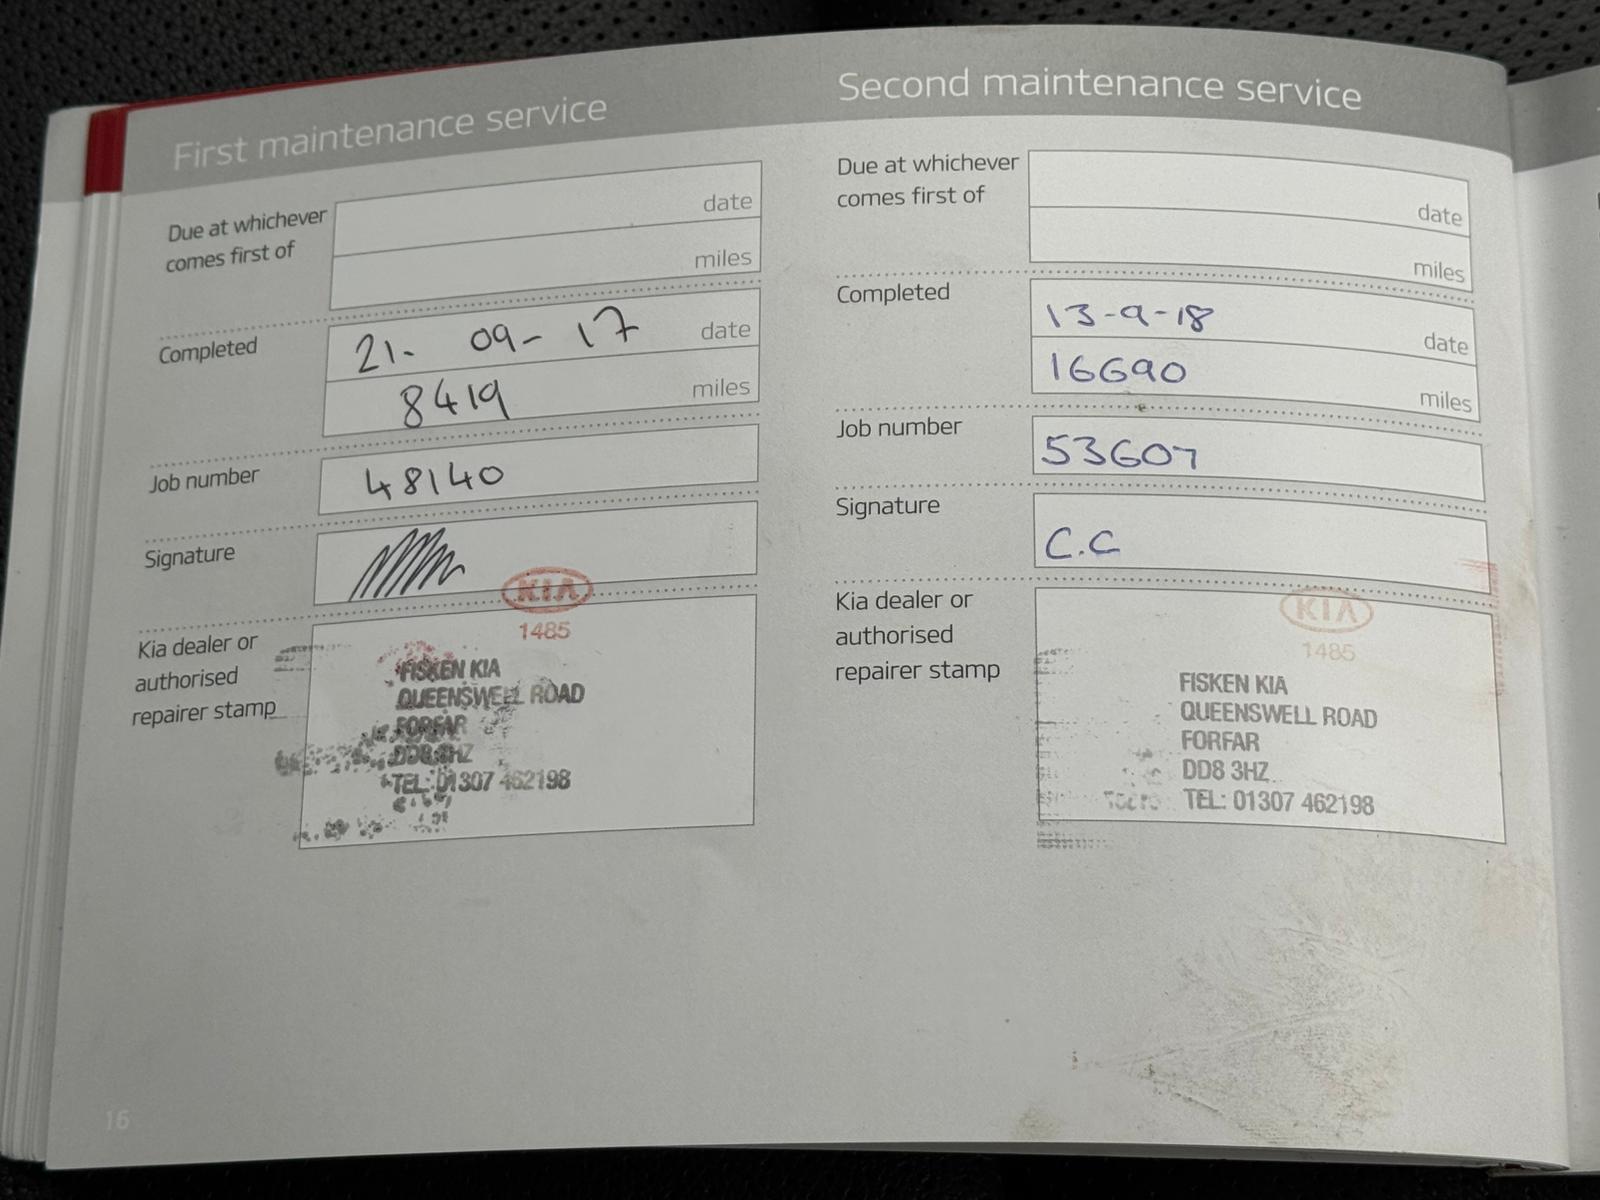 First maintenance service
Due at whichever
comes first of
date
miles
Completed
21- 09- 17 date
8419 miles
Job number
48140
Signature
KIA
1485
Kia dealer or
authorised
repairer stamp
FISKEN KIA
QUEENSWELL ROAD
FORFAR
DD8 3HZ
TEL: 01307 462198
16
Second maintenance service
Due at whichever
comes first of
date
miles
Completed
13-9-18 date
16690 miles
Job number
53607
Signature
C.C
Kia dealer or
authorised
repairer stamp
KIA
1485
FISKEN KIA
QUEENSWELL ROAD
FORFAR
DD8 3HZ
TEL: 01307 462198